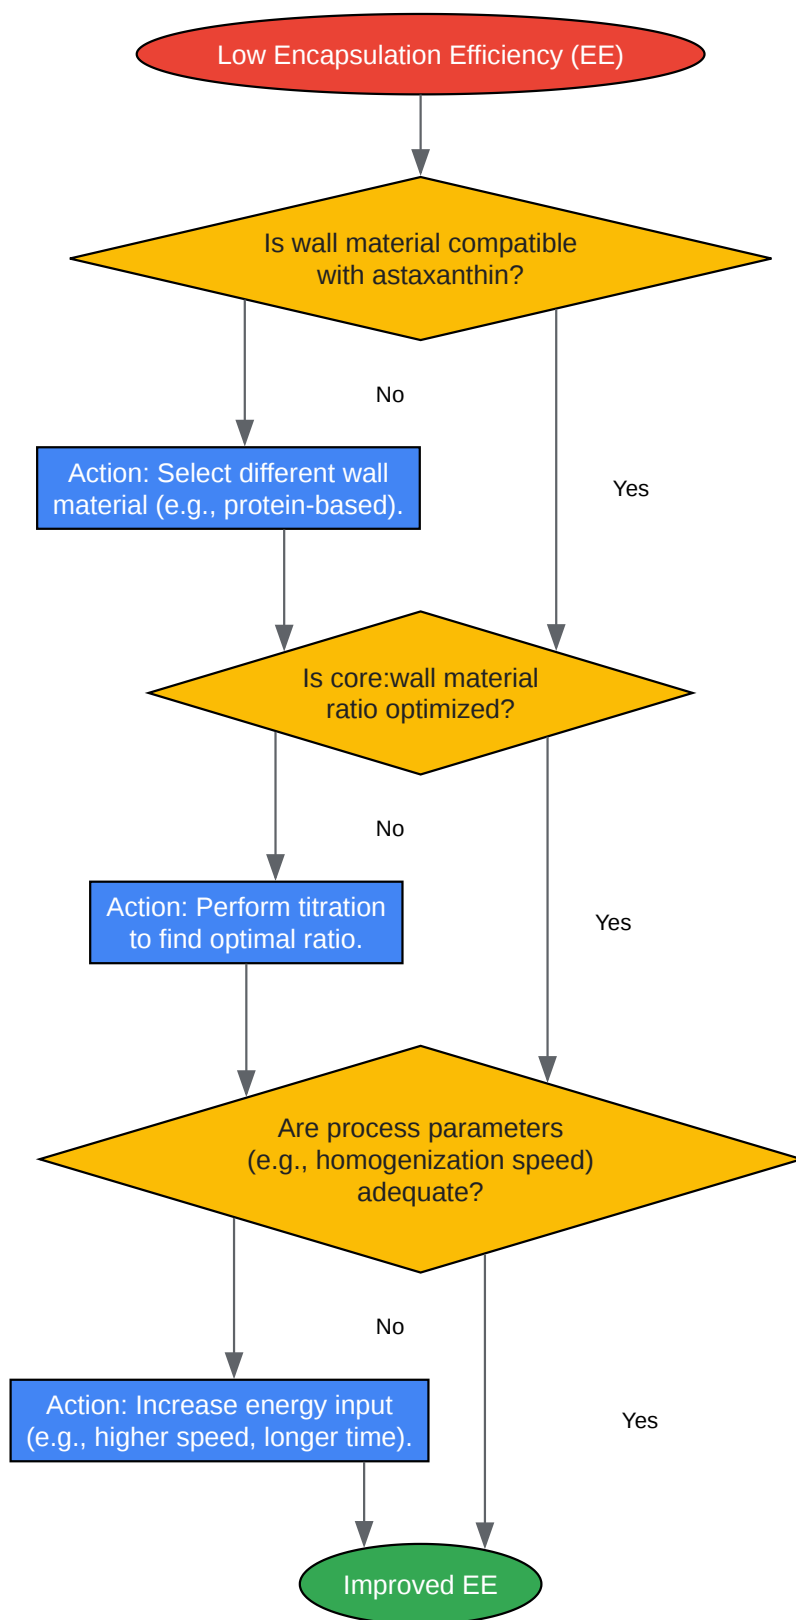 Low Encapsulation Efficiency (EE)
Is wall material compatible
with astaxanthin?
No
Action: Select different wall
material (e.g., protein-based).
Yes
Is core:wall material
ratio optimized?
No
Action: Perform titration
to find optimal ratio.
Yes
Are process parameters
(e.g., homogenization speed)
adequate?
No
Action: Increase energy input
(e.g., higher speed, longer time).
Yes
Improved EE